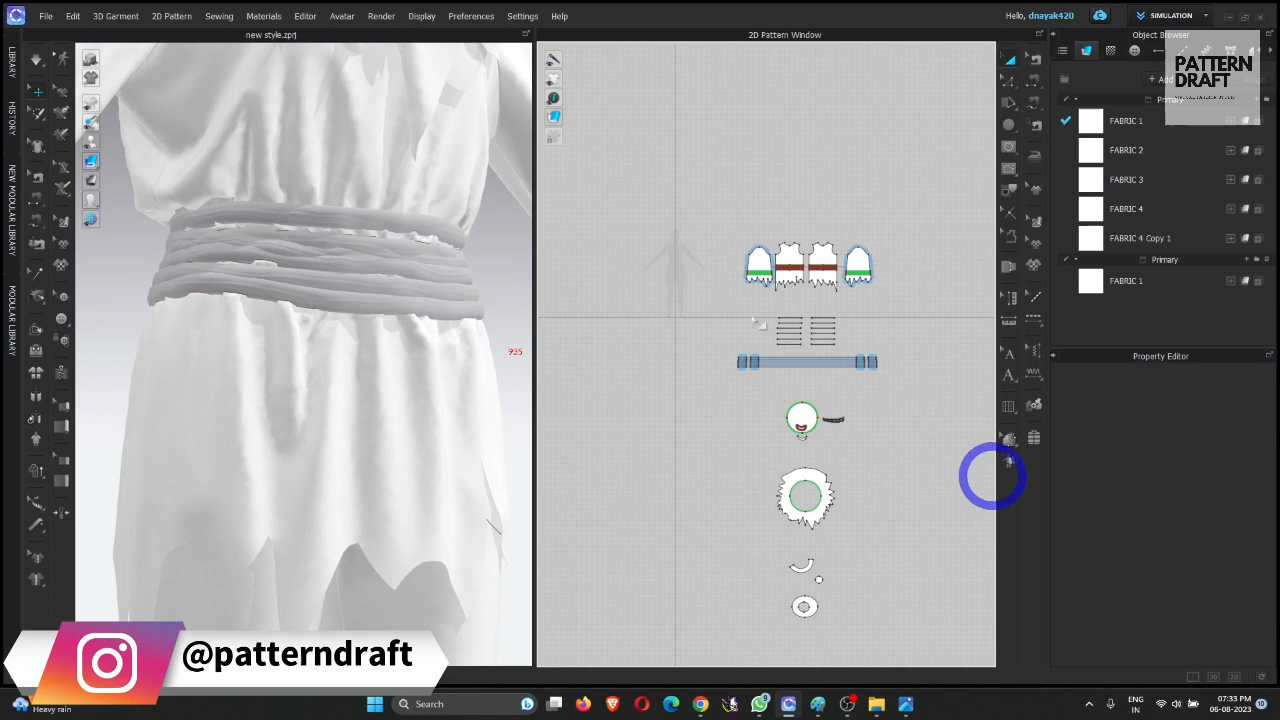 File Edit 3D Garment 2D Pattern Sewing Materials Editor Avatar Render Display Preferences Settings Help
Hello, dnayak420
SIMULATION
new style.zprj
2D Pattern Window
Object Browser
LIBRARY
HISTORY
NEW MODULAR LIBRARY
MODULAR LIBRARY
PATTERN
DRAFT
+ Add
FABRIC 1
FABRIC 2
FABRIC 3
FABRIC 4
FABRIC 4 Copy 1
Primary
FABRIC 1
Property Editor
935
@patterndraft
Heavy rain
Search
9
ENG
IN
07:33 PM
06-08-2023